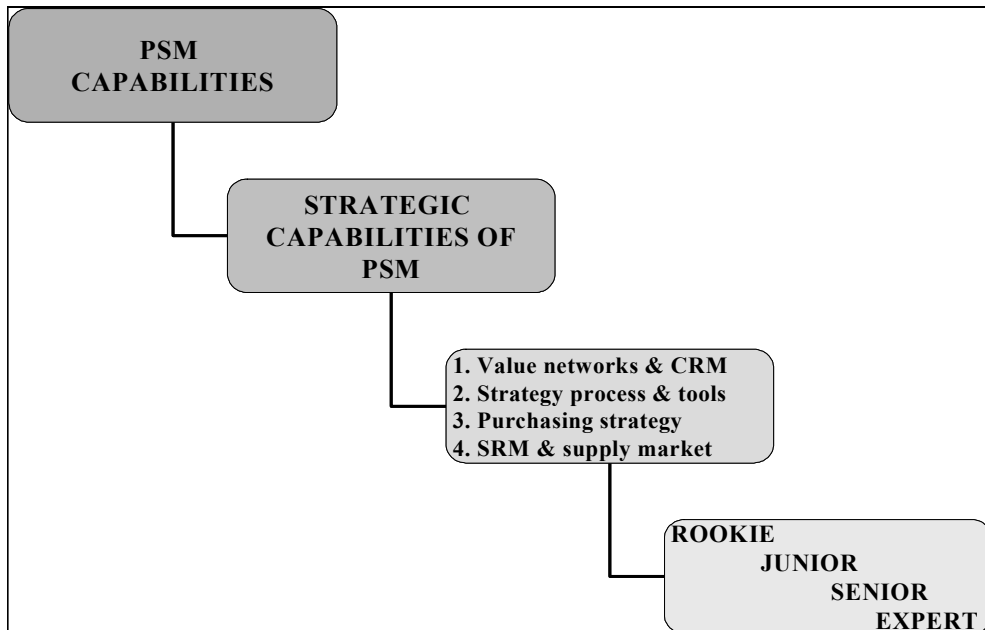 PSM
CAPABILITIES
STRATEGIC
CAPABILITIES OF
PSM
1. Value networks & CRM
2. Strategy process & tools
3. Purchasing strategy
4. SRM & supply market
ROOKIE
JUNIOR
SENIOR
EXPERT